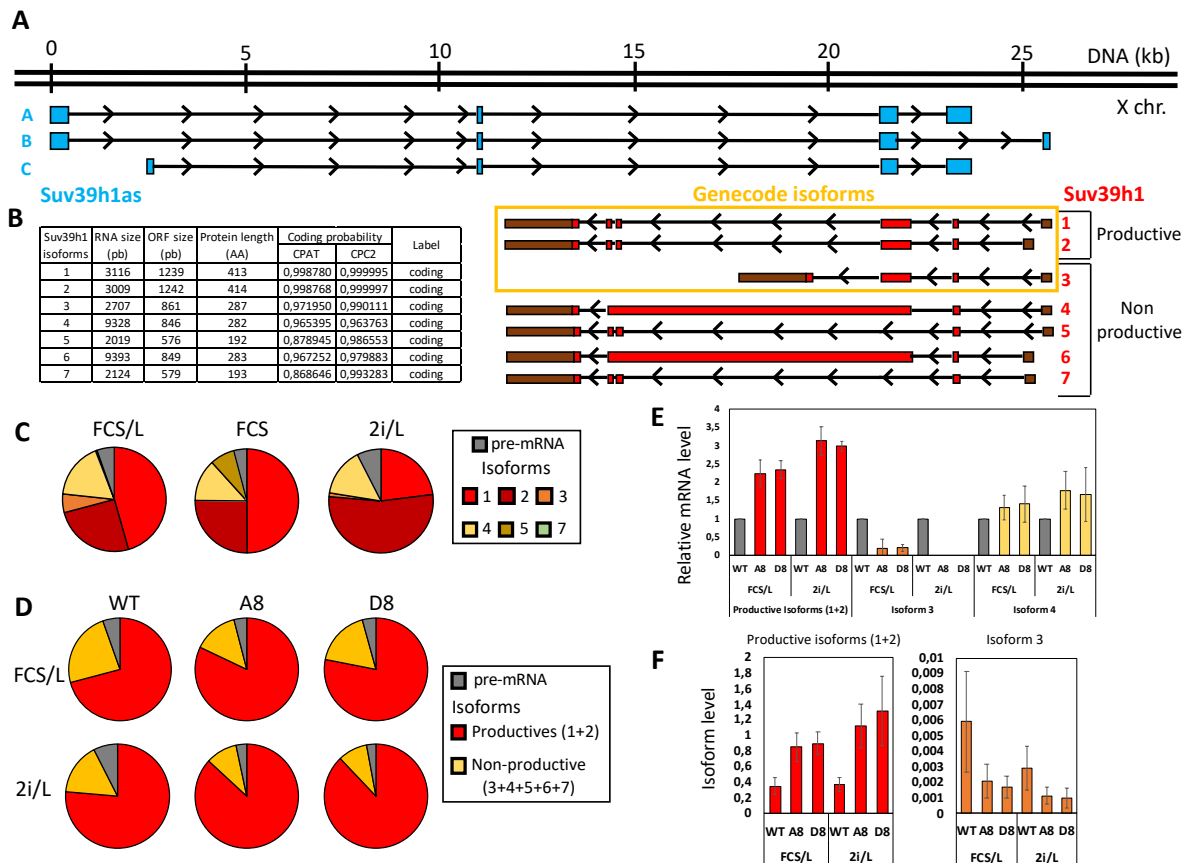 A
0 5 10 15 20 25 DNA (kb)
X chr.
A
B
C
Suv39h1as
Genecode isoforms
Suv39h1
1
2
3
4
5
6
7
Productive
Non
productive
B
Suv39h1 isoforms RNA size (pb) ORF size (pb) Protein length (AA) Coding probability Label
CPAT CPC2
1 3116 1239 413 0,998780 0,999995 coding
2 3009 1242 414 0,998768 0,999997 coding
3 2707 861 287 0,971950 0,990111 coding
4 9328 846 282 0,965395 0,963763 coding
5 2019 576 192 0,878945 0,986553 coding
6 9393 849 283 0,967252 0,979883 coding
7 2124 579 193 0,868646 0,993283 coding
C
FCS/L FCS 2i/L
pre-mRNA
Isoforms
1 2 3
4 5 7
D
WT A8 D8
FCS/L
2i/L
pre-mRNA
Isoforms
Productives (1+2)
Non-productive
(3+4+5+6+7)
E
Relative mRNA level
4
3,5
3
2,5
2
1,5
1
0,5
0
WT A8 D8 WT A8 D8 WT A8 D8 WT A8 D8 WT A8 D8 WT A8 D8
FCS/L 2i/L FCS/L 2i/L FCS/L 2i/L
Productive Isoforms (1+2) Isoform 3 Isoform 4
F
Productive isoforms (1+2)
Isoform level
2
1,8
1,6
1,4
1,2
1
0,8
0,6
0,4
0,2
0
WT A8 D8 WT A8 D8
FCS/L 2i/L
Isoform 3
0,01
0,009
0,008
0,007
0,006
0,005
0,004
0,003
0,002
0,001
0
WT A8 D8 WT A8 D8
FCS/L 2i/L